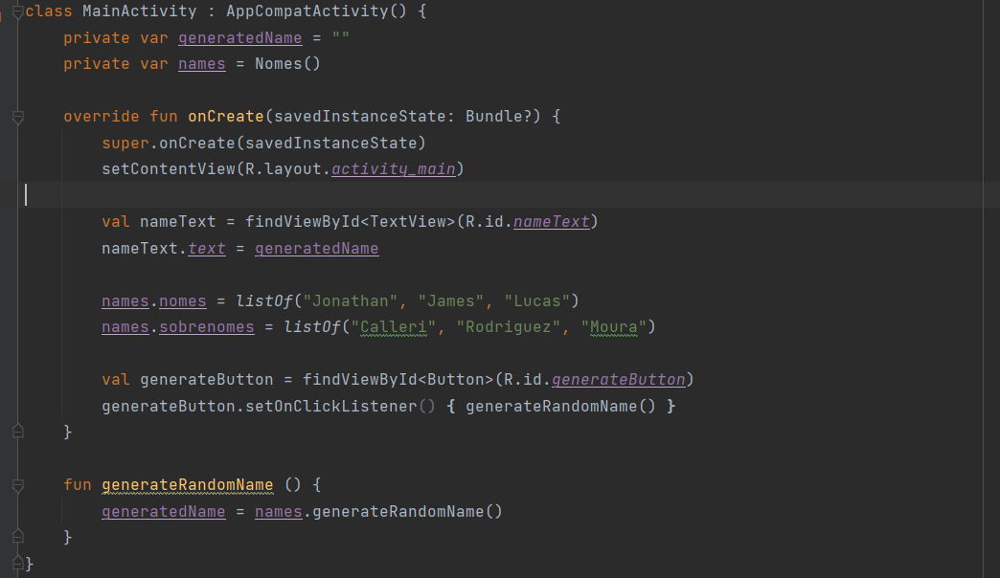 class MainActivity : AppCompatActivity() {
    private var generatedName = ""
    private var names = Nomes()

    override fun onCreate(savedInstanceState: Bundle?) {
        super.onCreate(savedInstanceState)
        setContentView(R.layout.activity_main)

        val nameText = findViewById<TextView>(R.id.nameText)
        nameText.text = generatedName

        names.nomes = listOf("Jonathan", "James", "Lucas")
        names.sobrenomes = listOf("Calleri", "Rodriguez", "Moura")

        val generateButton = findViewById<Button>(R.id.generateButton)
        generateButton.setOnClickListener() { generateRandomName() }
    }

    fun generateRandomName () {
        generatedName = names.generateRandomName()
    }
}